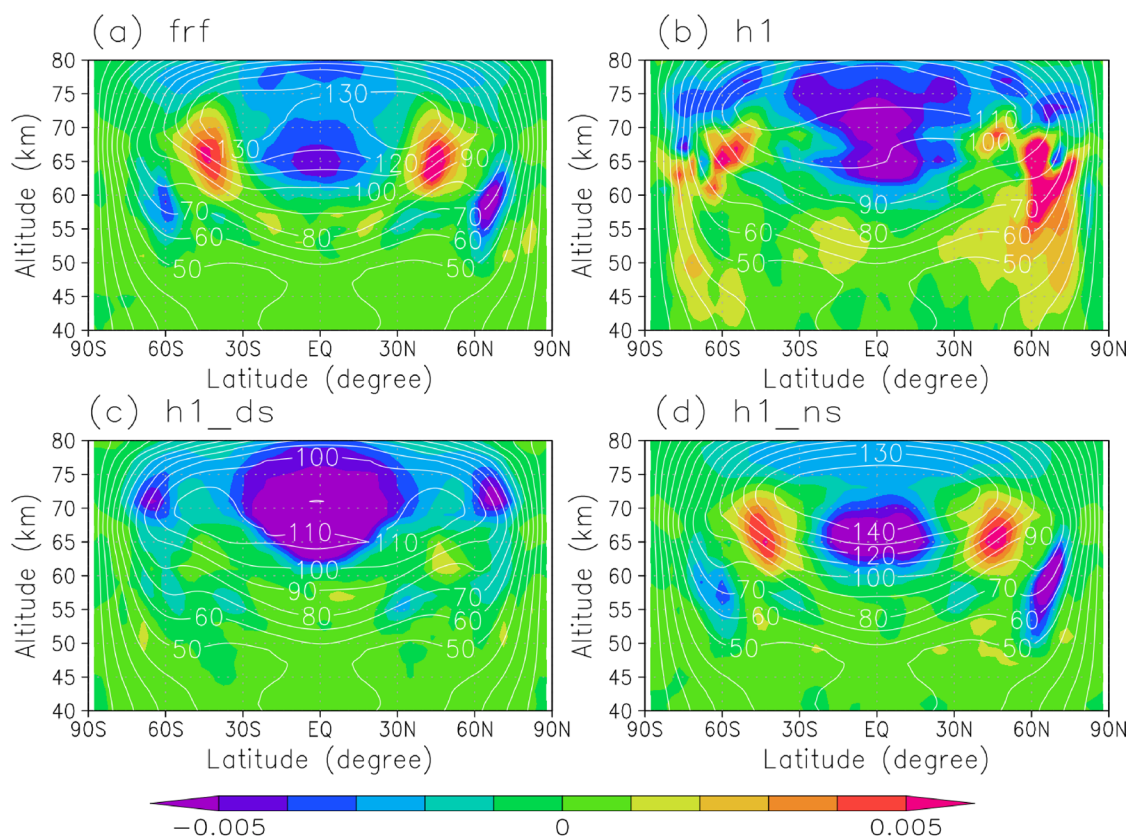 (a) frf
(b) h1
80
75
70
65
60
55
50
45
40
Altitude (km)
130
130
120
90
100
70
70
60
80
60
50
50
90S
60S
30S
EQ
30N
60N
90N
Latitude (degree)
80
75
70
65
60
55
50
45
40
Altitude (km)
10
100
90
70
60
80
60
50
50
90S
60S
30S
EQ
30N
60N
90N
Latitude (degree)
(c) h1_ds
(d) h1_ns
80
75
70
65
60
55
50
45
40
Altitude (km)
100
110
110
100
90
70
60
80
60
50
50
90S
60S
30S
EQ
30N
60N
90N
Latitude (degree)
80
75
70
65
60
55
50
45
40
Altitude (km)
130
140
90
120
100
70
70
60
80
60
50
50
90S
60S
30S
EQ
30N
60N
90N
Latitude (degree)
-0.005
0
0.005